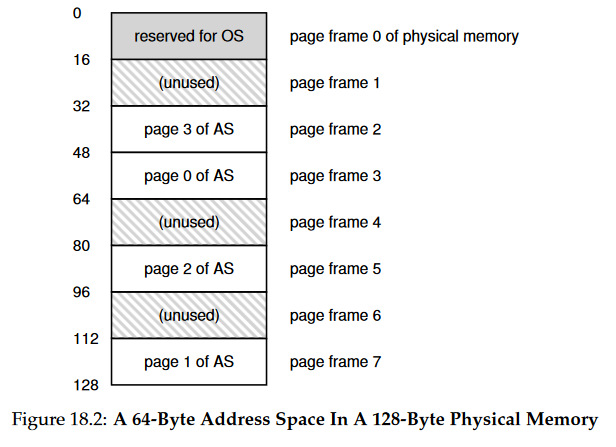 0
reserved for OS page frame 0 of physical memory
16
(unused) page frame 1
32
page 3 of AS page frame 2
48
page 0 of AS page frame 3
64
(unused) page frame 4
80
page 2 of AS page frame 5
96
(unused) page frame 6
112
page 1 of AS page frame 7
128
Figure 18.2: A 64-Byte Address Space In A 128-Byte Physical Memory